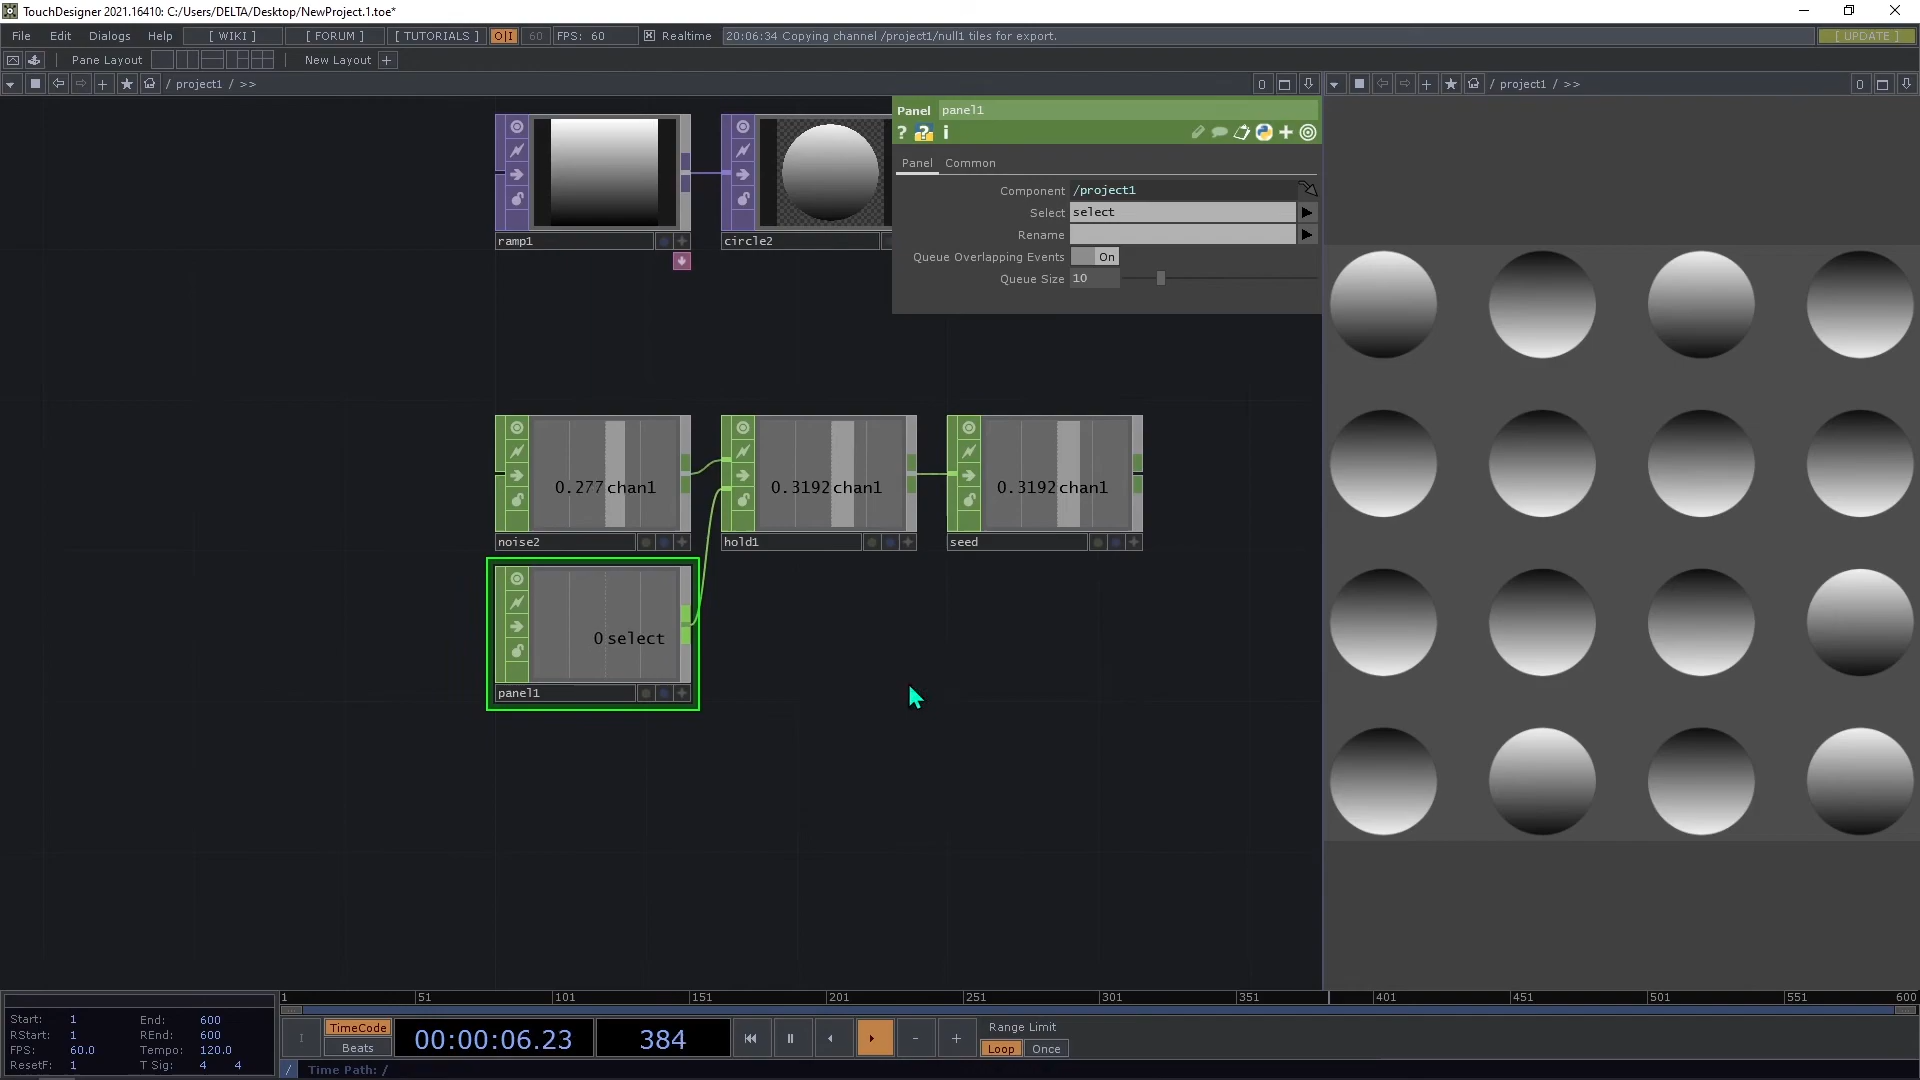 TouchDesigner 2021.16410: C:/Users/DELTA/Desktop/NewProject.1.toe*
File Edit Dialogs Help [ WIKI ] [ FORUM ] [ TUTORIALS ] O|I 60 FPS: 60 Realtime 20:06:34 Copying channel /project1/null1 tiles for export. [ UPDATE ]
Pane Layout New Layout +
/ project1 / >> 0 / project1 / >> 0
Panel panel1
? ? i
Panel Common
Component /project1
Select select
Rename
Queue Overlapping Events On
Queue Size 10
ramp1 circle2
0.277 chan1 0.3192 chan1 0.3192 chan1
noise2 hold1 seed
0 select
panel1
1 51 101 151 201 251 301 351 401 451 501 551 600
Start: 1 End: 600
RStart: 1 REnd: 600
FPS: 60.0 Tempo: 120.0
ResetF: 1 T Sig: 4 4
TimeCode
Beats
00:00:06.23 384
Range Limit
Loop Once
/ Time Path: /